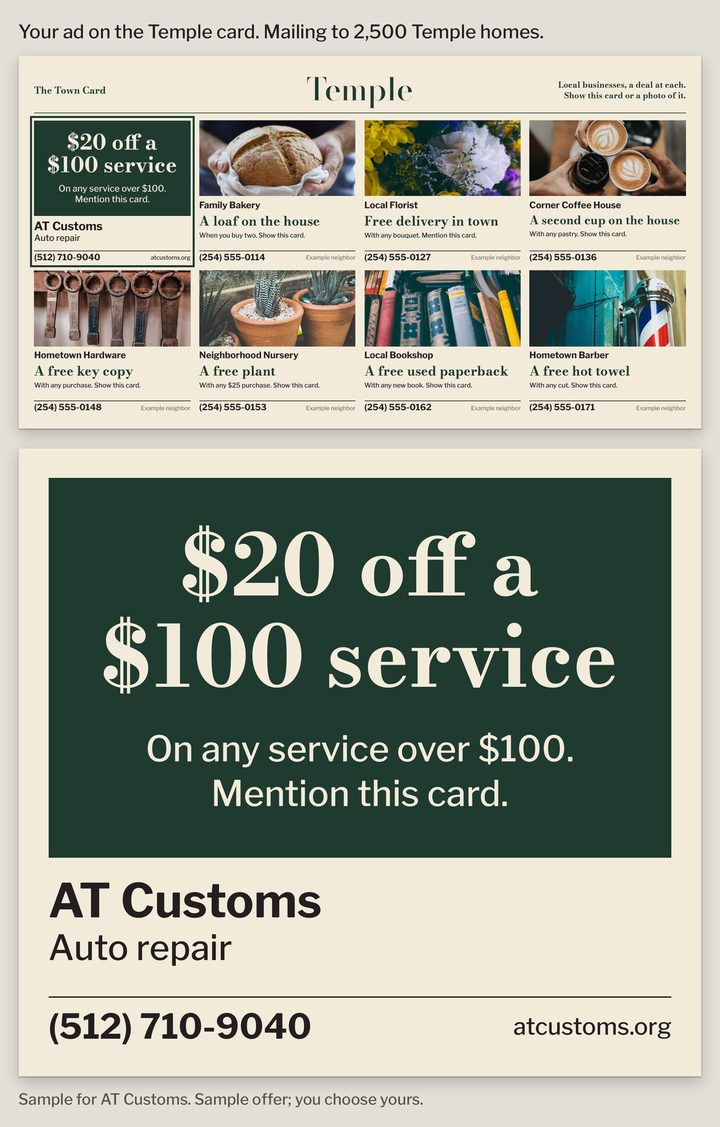 Your ad on the Temple card. Mailing to 2,500 Temple homes.
The Town Card
Temple
Local businesses, a deal at each.
Show this card or a photo of it.
$20 off a
$100 service
On any service over $100.
Mention this card.
AT Customs
Auto repair
(512) 710-9040
atcustoms.org
Family Bakery
A loaf on the house
When you buy two. Show this card.
(254) 555-0114
Example neighbor
Local Florist
Free delivery in town
With any bouquet. Mention this card.
(254) 555-0127
Example neighbor
Corner Coffee House
A second cup on the house
With any pastry. Show this card.
(254) 555-0136
Example neighbor
Hometown Hardware
A free key copy
With any purchase. Show this card.
(254) 555-0148
Example neighbor
Neighborhood Nursery
A free plant
With any $25 purchase. Show this card.
(254) 555-0153
Example neighbor
Local Bookshop
A free used paperback
With any new book. Show this card.
(254) 555-0162
Example neighbor
Hometown Barber
A free hot towel
With any cut. Show this card.
(254) 555-0171
Example neighbor
$20 off a
$100 service
On any service over $100.
Mention this card.
AT Customs
Auto repair
(512) 710-9040
atcustoms.org
Sample for AT Customs. Sample offer; you choose yours.